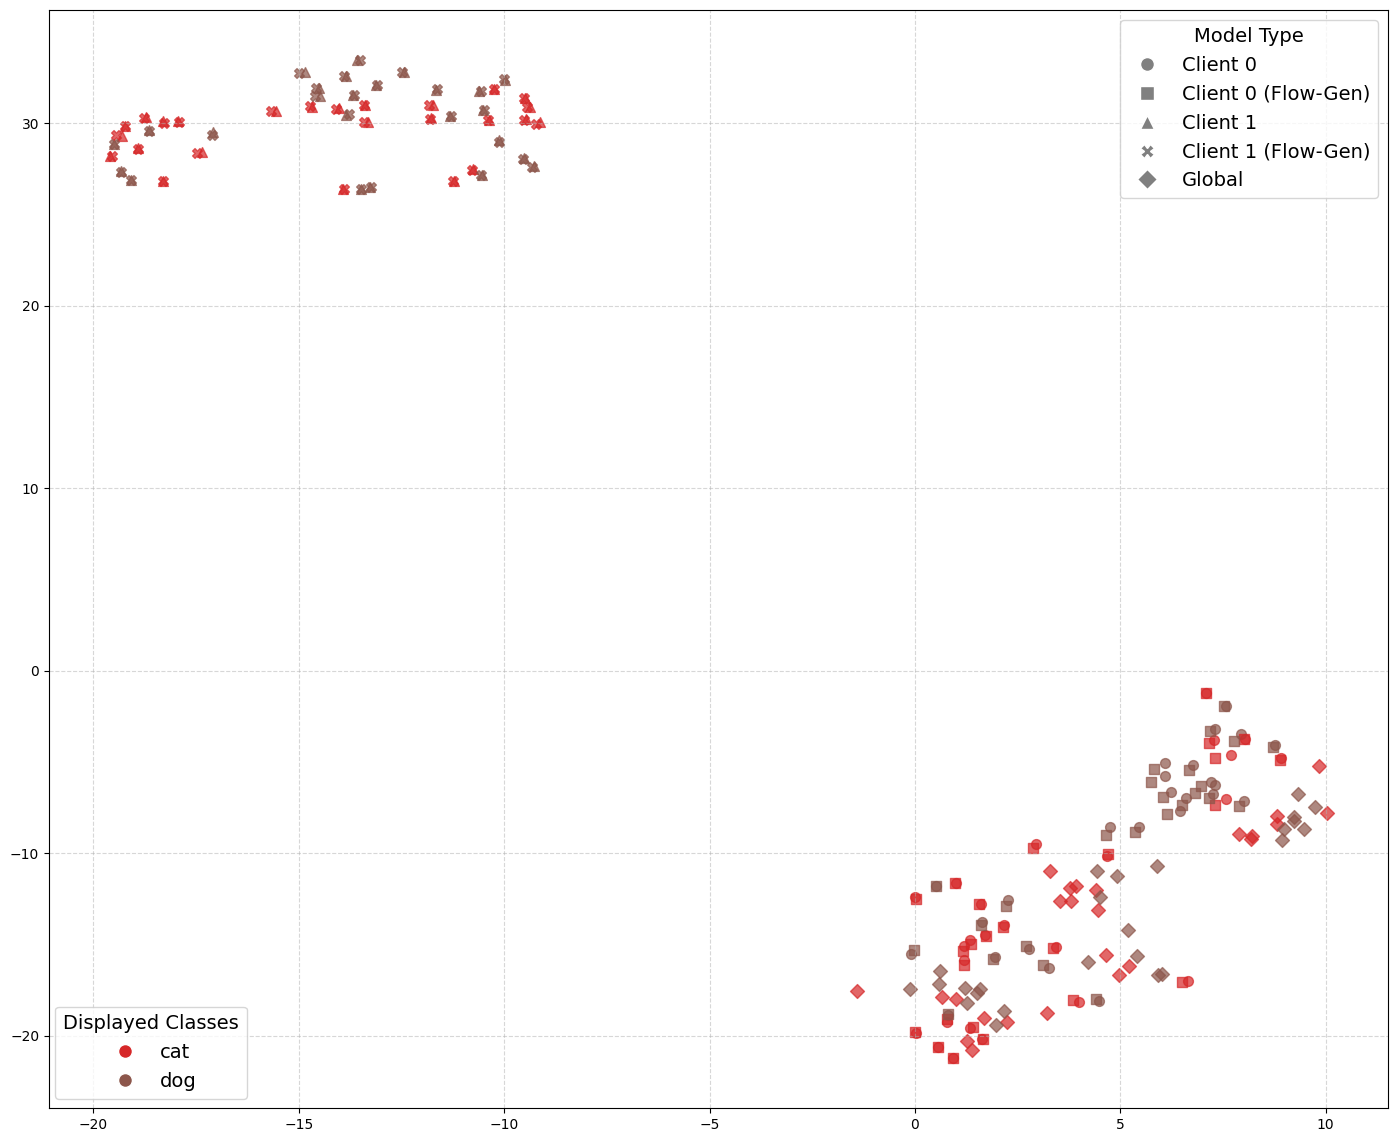 Model Type
Client 0
Client 0 (Flow-Gen)
Client 1
Client 1 (Flow-Gen)
Global
30
20
10
0
−10
−20
Displayed Classes
cat
dog
−20
−15
−10
−5
0
5
10